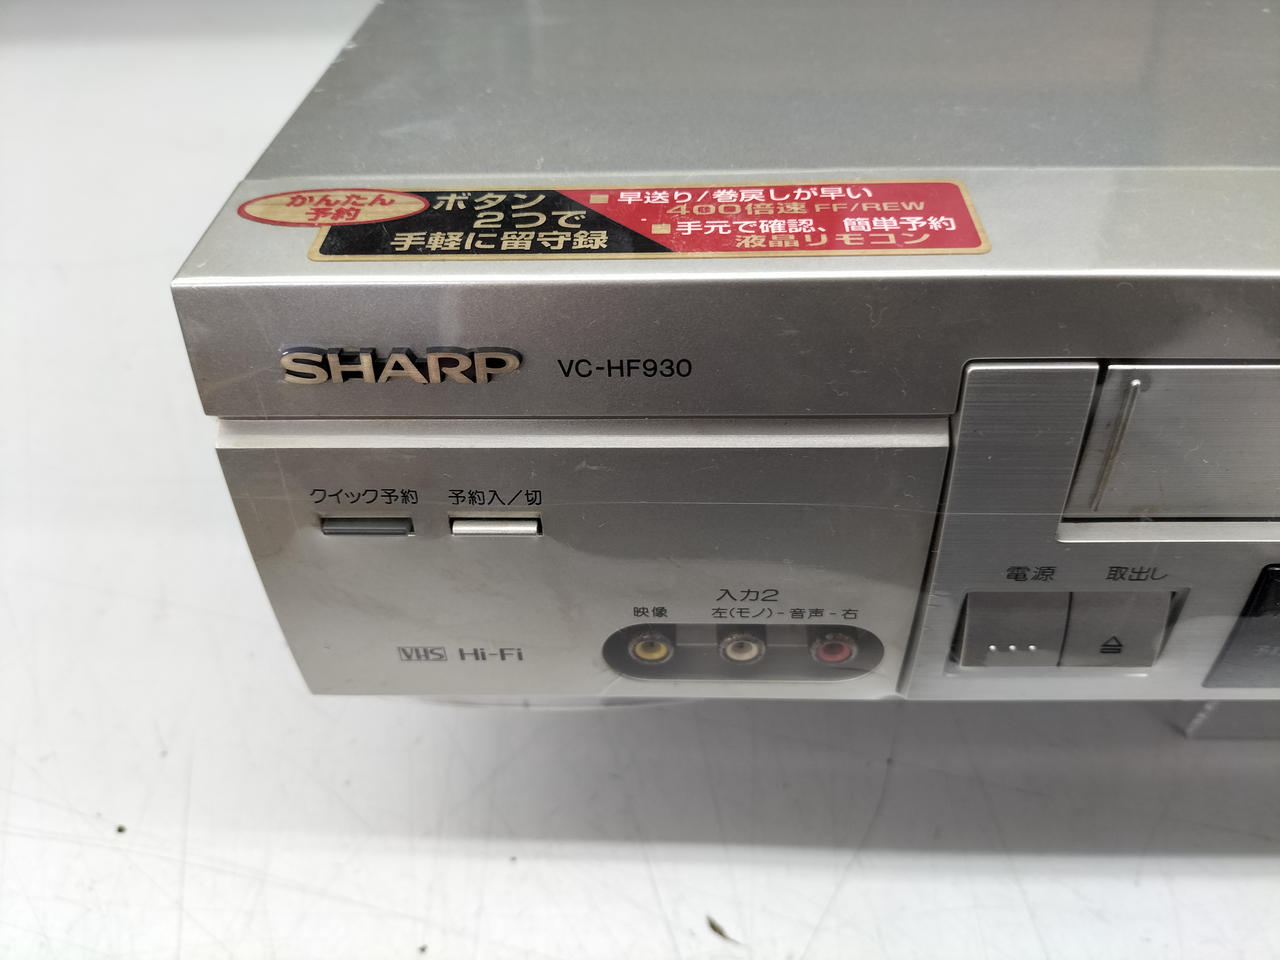 かんたん
予約
ボタン
2つで
手軽に留守録
早送り/巻戻しが早い
400倍速 FF/REW
手元で確認、簡単予約
液晶リモコン
SHARP VC-HF930
クイック予約 予約入/切
電源 取出し
入力2
映像 左(モノ)-音声-右
VHS Hi-Fi